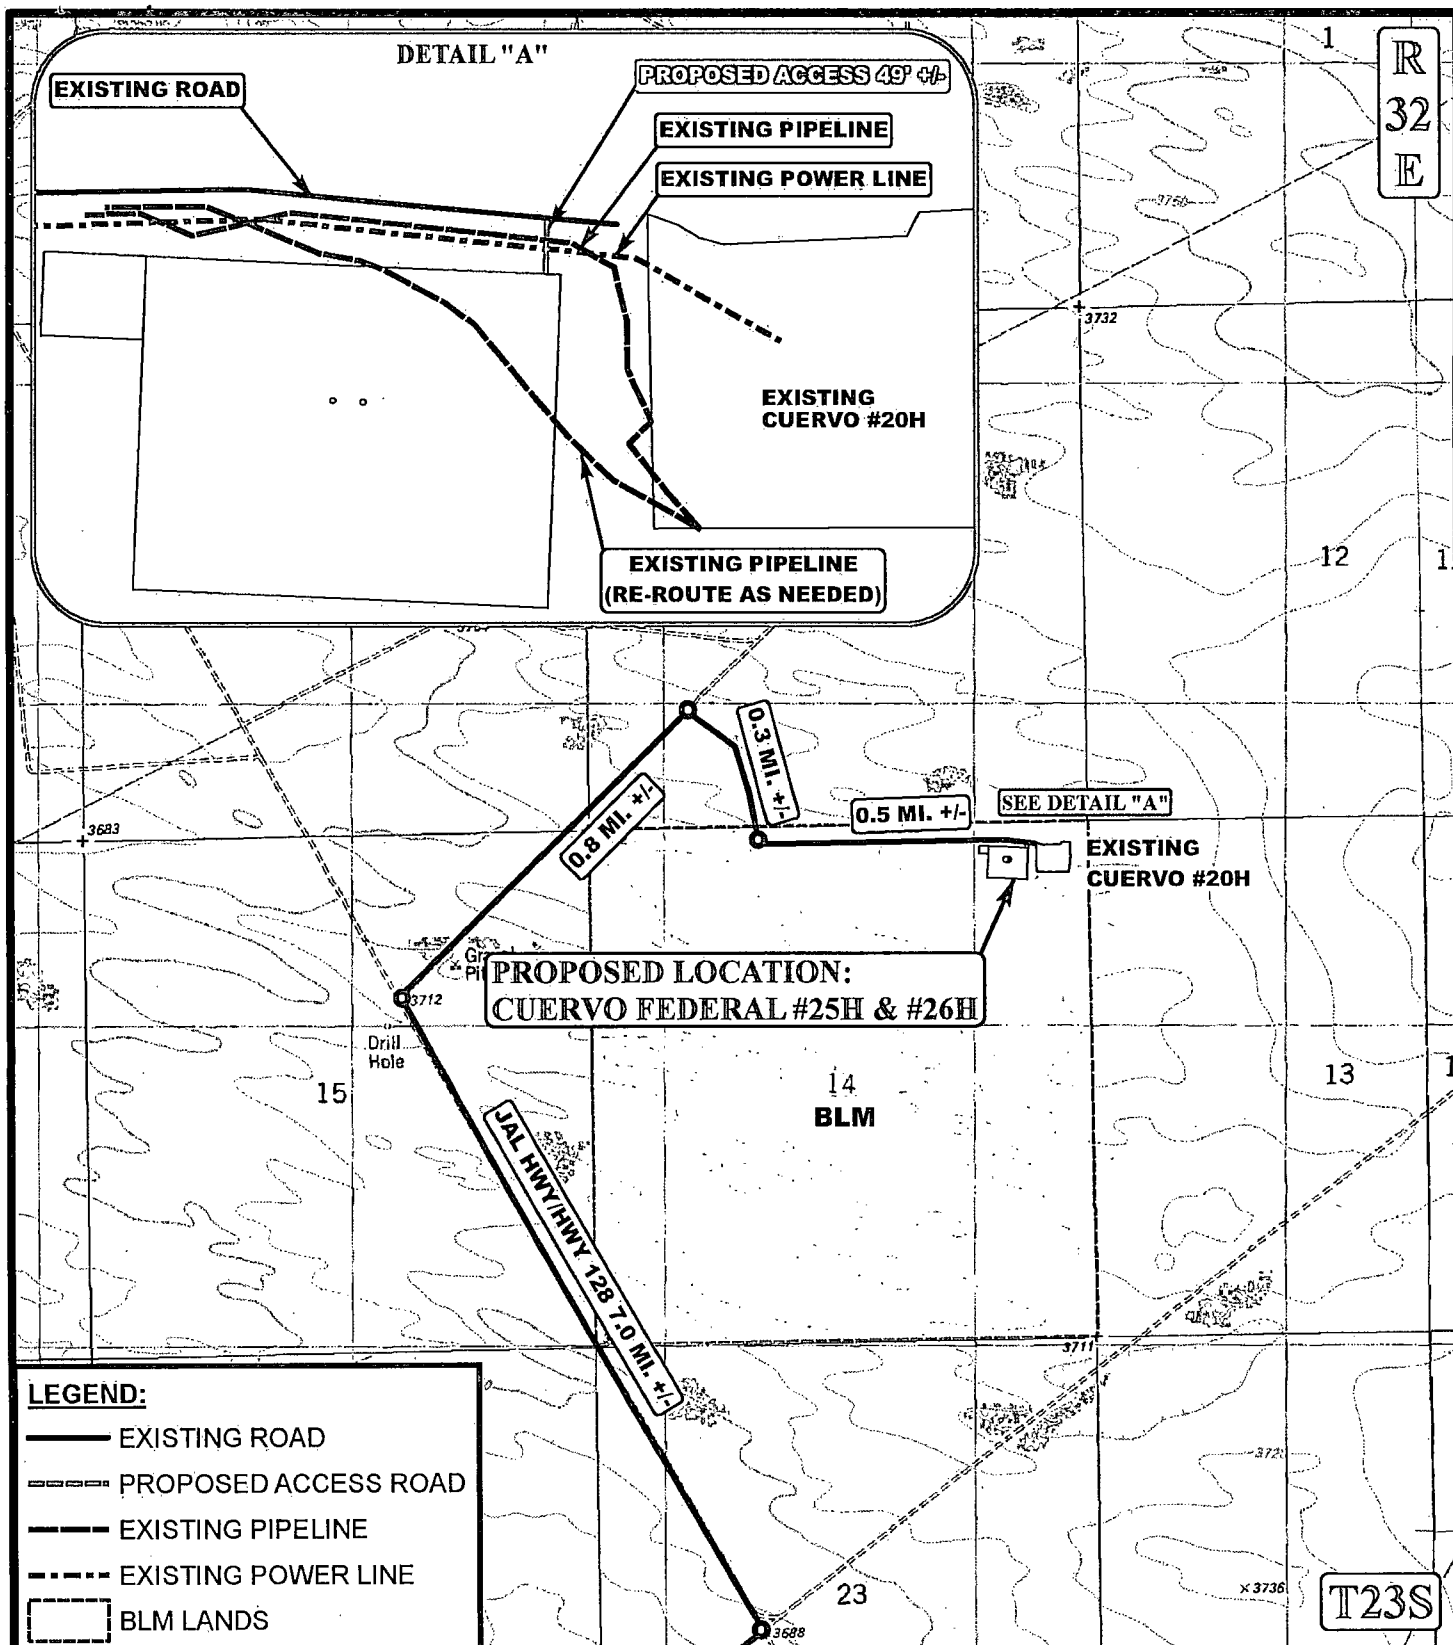 DETAIL "A"
EXISTING ROAD
PROPOSED ACCESS 49' +/-
EXISTING PIPELINE
EXISTING POWER LINE
EXISTING
CUERVO #20H
EXISTING PIPELINE
(RE-ROUTE AS NEEDED)
R
32
E
1
3750
3732
12
3683
0.3 MI. +/-
0.8 MI. +/-
0.5 MI. +/-
SEE DETAIL "A"
EXISTING
CUERVO #20H
PROPOSED LOCATION:
CUERVO FEDERAL #25H & #26H
3712
Drill
Hole
15
14
BLM
13
JAL HWY/HWY 128 7.0 MI. +/-
3711
LEGEND:
EXISTING ROAD
PROPOSED ACCESS ROAD
EXISTING PIPELINE
EXISTING POWER LINE
BLM LANDS
23
3736
3688
T23S